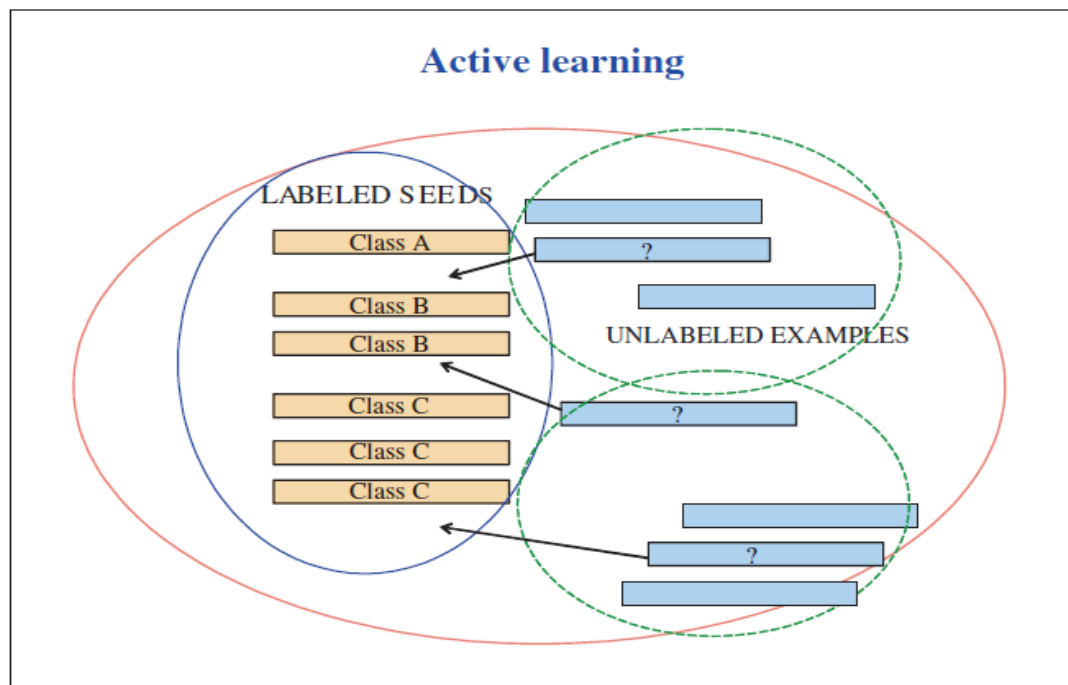 Active learning
LABELED SEEDS
Class A
?
Class B
Class B
UNLABELED EXAMPLES
Class C
?
Class C
Class C
?